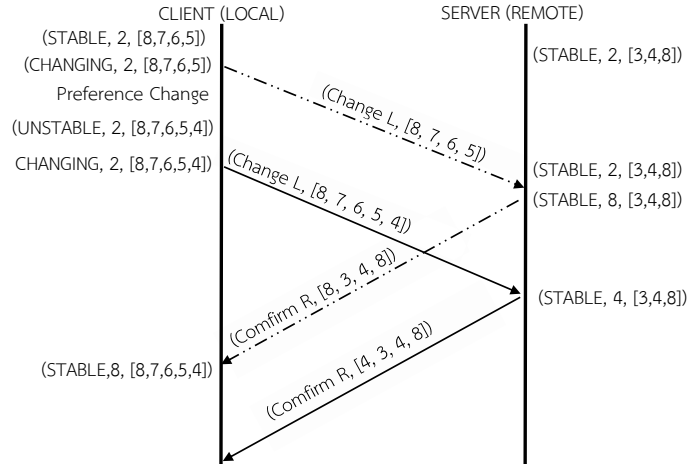 CLIENT (LOCAL)
SERVER (REMOTE)
(STABLE, 2, [8,7,6,5])
(STABLE, 2, [3,4,8])
(CHANGING, 2, [8,7,6,5])
Preference Change
(Change L, [8, 7, 6, 5])
(UNSTABLE, 2, [8,7,6,5,4])
CHANGING, 2, [8,7,6,5,4])
(Change L, [8, 7, 6, 5, 4])
(STABLE, 2, [3,4,8])
(STABLE, 8, [3,4,8])
(Comfirm R, [8, 3, 4, 8])
(STABLE, 4, [3,4,8])
(STABLE,8, [8,7,6,5,4])
(Comfirm R, [4, 3, 4, 8])